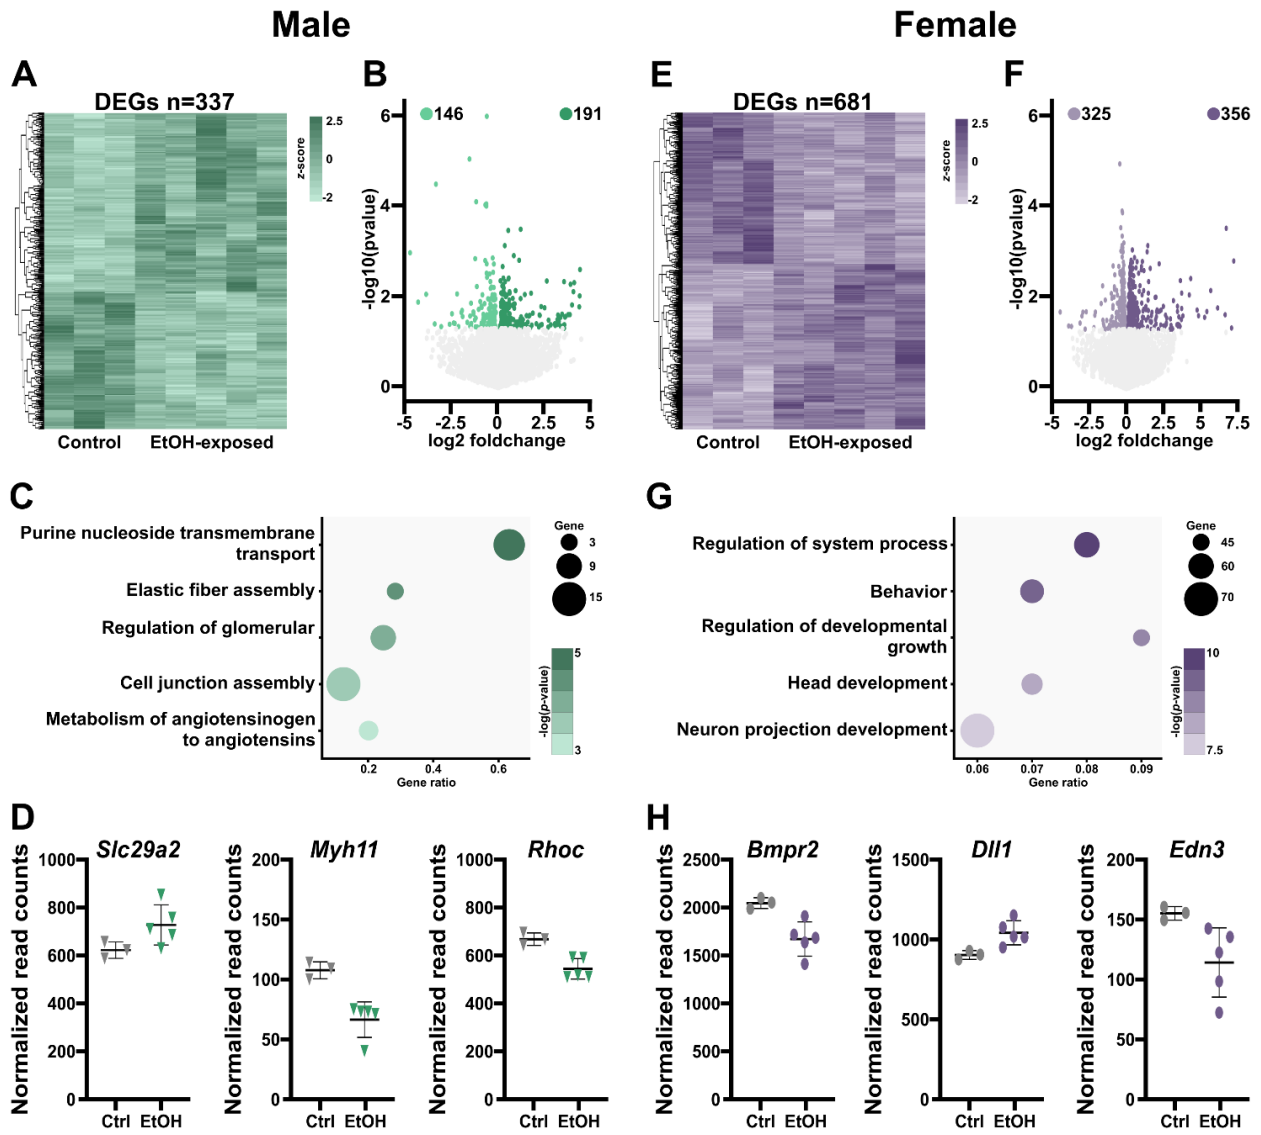 Male
Female
A
DEGs n=337
2.5
0
-2
z-score
Control
EtOH-exposed
B
146
191
6
4
2
0
-log10(pvalue)
-5
-2.5
0
2.5
5
log2 foldchange
E
DEGs n=681
2.5
0
-2
z-score
Control
EtOH-exposed
F
325
356
6
4
2
0
-log10(pvalue)
-5
-2.5
0
2.5
5
7.5
log2 foldchange
C
Purine nucleoside transmembrane
transport
Elastic fiber assembly
Regulation of glomerular
Cell junction assembly
Metabolism of angiotensinogen
to angiotensins
0.2
0.4
0.6
Gene ratio
Gene
3
9
15
5
3
-log(p-value)
G
Regulation of system process
Behavior
Regulation of developmental
growth
Head development
Neuron projection development
0.06
0.07
0.08
0.09
Gene ratio
Gene
45
60
70
10
7.5
-log(p-value)
D
Slc29a2
Normalized read counts
1000
800
600
400
200
0
Ctrl
EtOH
Myh11
Normalized read counts
200
150
100
50
0
Ctrl
EtOH
Rhoc
Normalized read counts
1000
800
600
400
200
0
Ctrl
EtOH
H
Bmpr2
Normalized read counts
2500
2000
1500
1000
500
0
Ctrl
EtOH
Dll1
Normalized read counts
1500
1000
500
0
Ctrl
EtOH
Edn3
Normalized read counts
200
150
100
50
0
Ctrl
EtOH